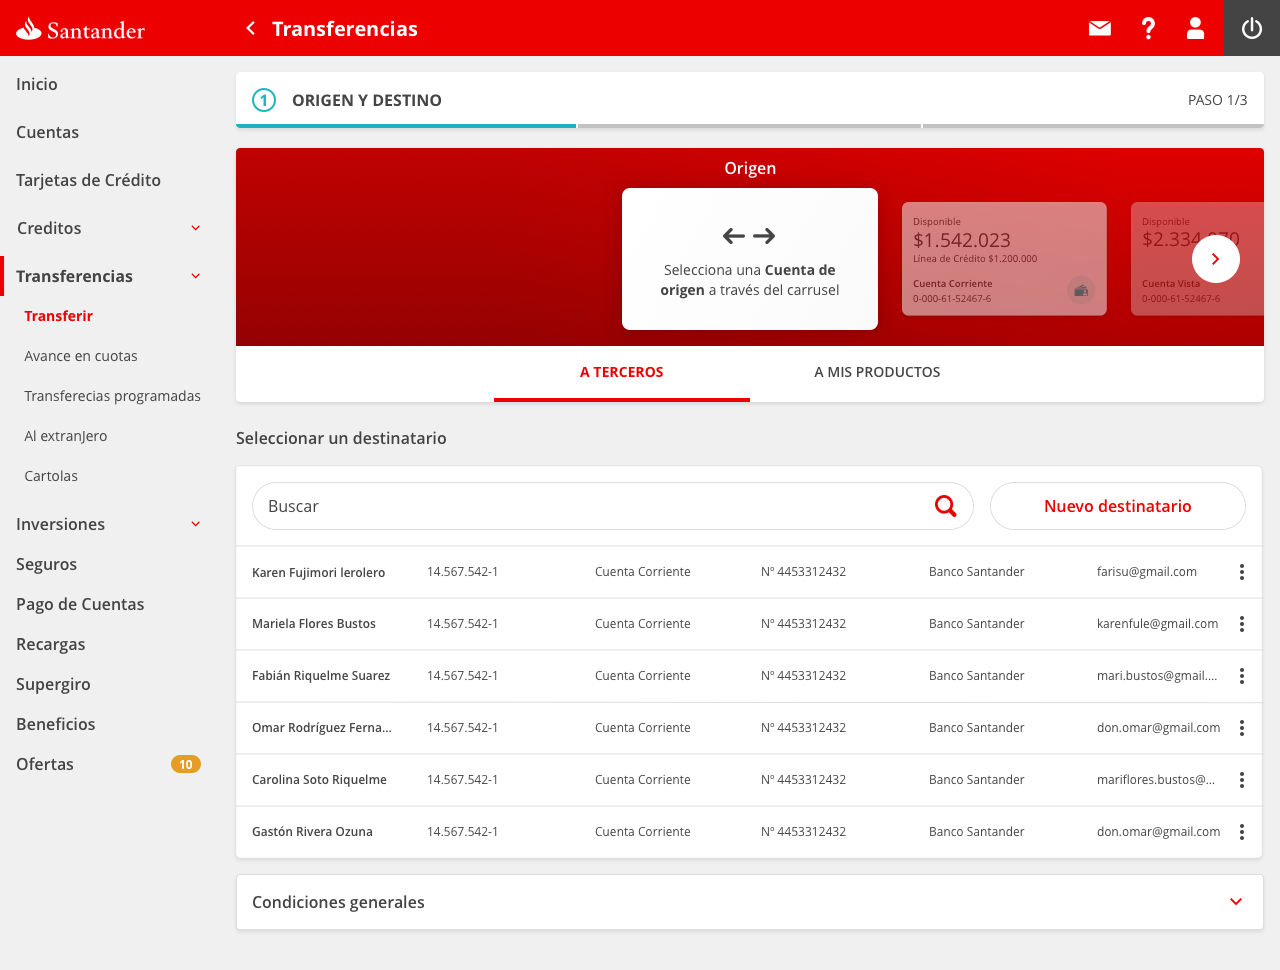 Santander
Transferencias
Inicio
Cuentas
Tarjetas de Crédito
Creditos
Transferencias
Transferir
Avance en cuotas
Transferecias programadas
Al extranJero
Cartolas
Inversiones
Seguros
Pago de Cuentas
Recargas
Supergiro
Beneficios
Ofertas 10
1 ORIGEN Y DESTINO PASO 1/3
Origen
Selecciona una Cuenta de
origen a través del carrusel
Disponible
$1.542.023
Línea de Crédito $1.200.000
Cuenta Corriente
0-000-61-52467-6
Disponible
Cuenta Vista
0-000-61-52467-6
A TERCEROS A MIS PRODUCTOS
Seleccionar un destinatario
Buscar Nuevo destinatario
Karen Fujimori lerolero 14.567.542-1 Cuenta Corriente Nº 4453312432 Banco Santander farisu@gmail.com
Mariela Flores Bustos 14.567.542-1 Cuenta Corriente Nº 4453312432 Banco Santander karenfule@gmail.com
Fabián Riquelme Suarez 14.567.542-1 Cuenta Corriente Nº 4453312432 Banco Santander mari.bustos@gmail....
Omar Rodríguez Ferna... 14.567.542-1 Cuenta Corriente Nº 4453312432 Banco Santander don.omar@gmail.com
Carolina Soto Riquelme 14.567.542-1 Cuenta Corriente Nº 4453312432 Banco Santander mariflores.bustos@...
Gastón Rivera Ozuna 14.567.542-1 Cuenta Corriente Nº 4453312432 Banco Santander don.omar@gmail.com
Condiciones generales